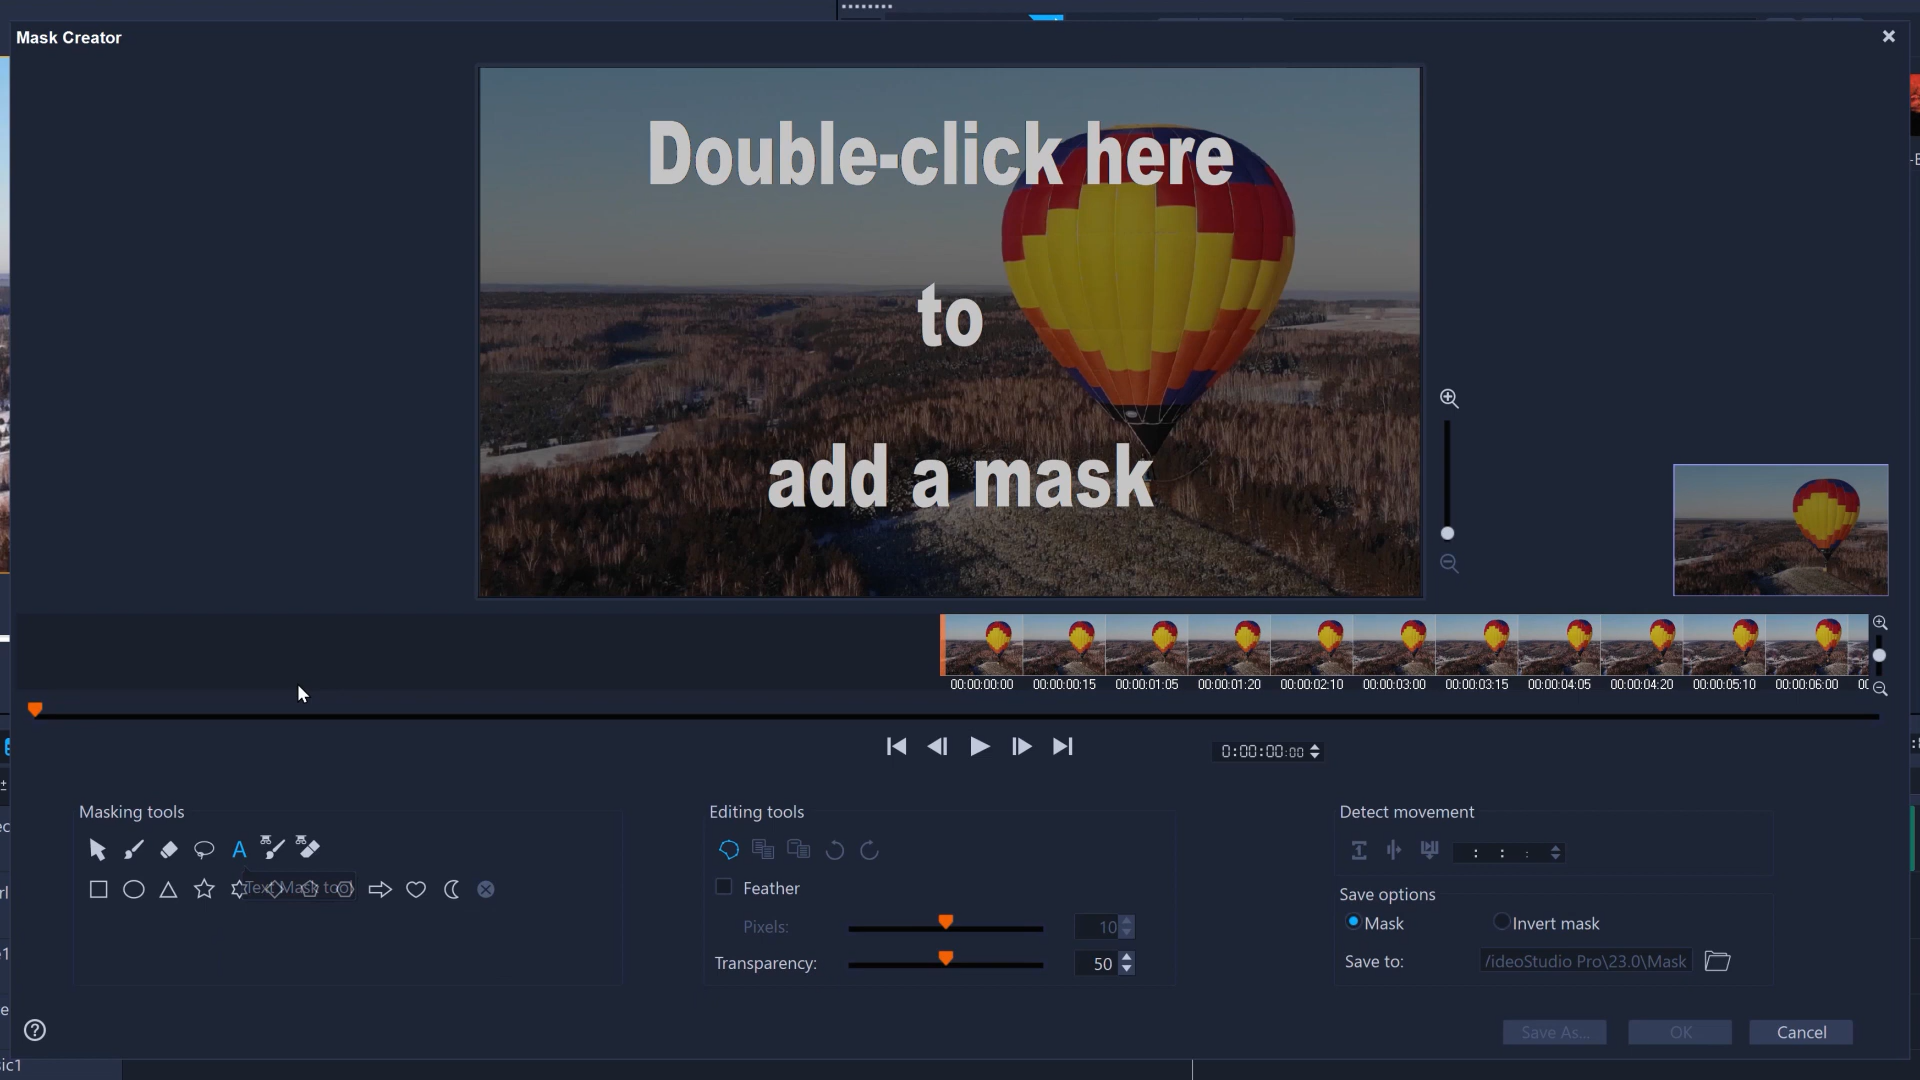 Mask Creator
Double-click here
to
add a mask
00:00:00:00 00:00:00:15 00:00:01:05 00:00:01:20 00:00:02:10 00:00:03:00 00:00:03:15 00:00:04:05 00:00:04:20 00:00:05:10 00:00:06:00
0:00:00:00
Masking tools
Editing tools
Detect movement
A
: : :
Text Mask tool
Feather
Save options
Pixels: 10
Mask
Invert mask
Transparency: 50
Save to: /ideoStudio Pro\23.0\Mask
Save As... OK Cancel